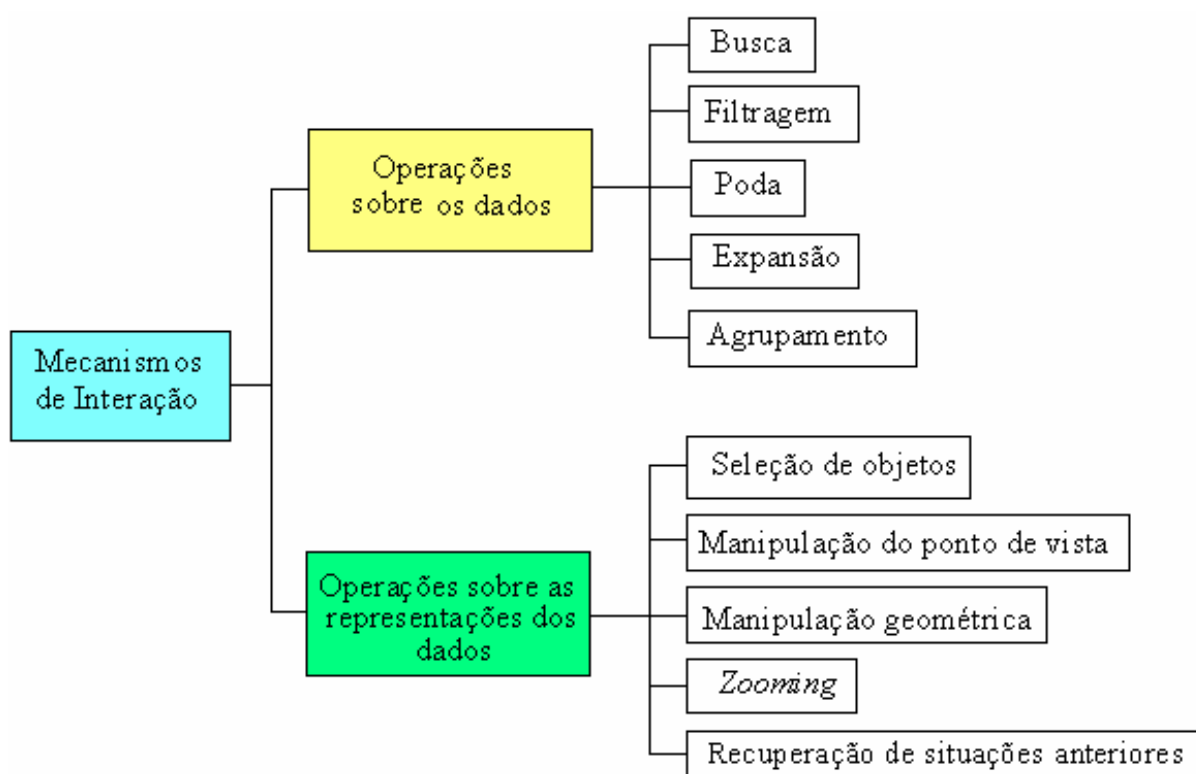 Mecanismos
de Interação
Operações
sobre os dados
Busca
Filtragem
Poda
Expansão
Agrupamento
Operações sobre as
representações dos
dados
Seleção de objetos
Manipulação do ponto de vista
Manipulação geométrica
Zooming
Recuperação de situações anteriores